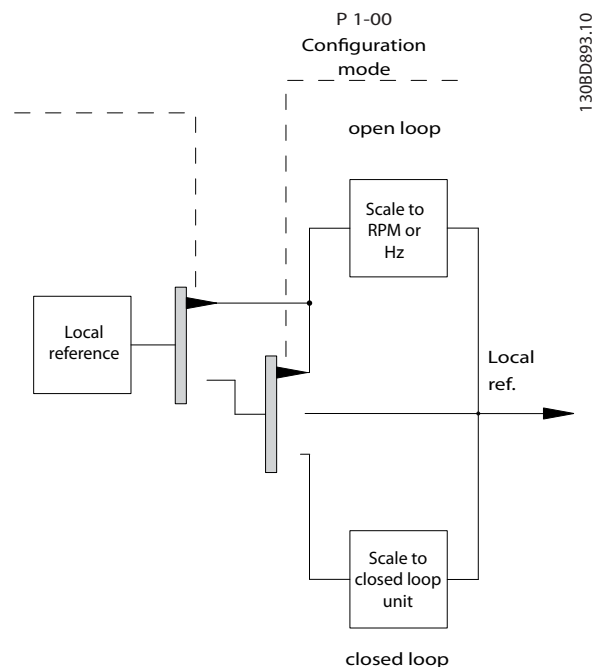 P 1-00
Configuration
mode
130BD893.10
open loop
Scale to
RPM or
Hz
Local
reference
Local
ref.
Scale to
closed loop
unit
closed loop